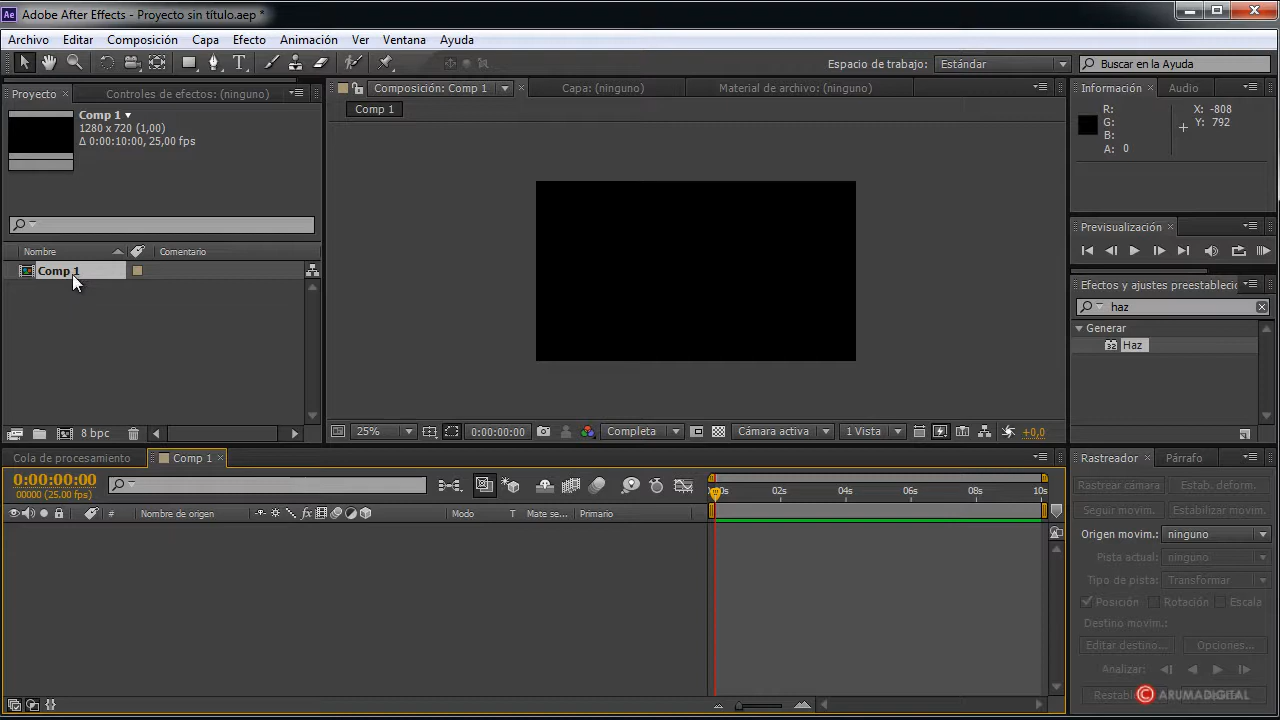 Adobe After Effects - Proyecto sin título.aep *
Archivo Editar Composición Capa Efecto Animación Ver Ventana Ayuda
Espacio de trabajo: Estándar Buscar en la Ayuda
Proyecto Controles de efectos: (ninguno)
Comp 1
1280 x 720 (1,00)
Δ 0:00:10:00, 25,00 fps
Nombre Comentario
Comp 1
8 bpc
Composición: Comp 1 Capa: (ninguno) Material de archivo: (ninguno)
Comp 1
25% 0:00:00:00 Completa Cámara activa 1 Vista +0,0
Información Audio
R: X: -808
G: Y: 792
B:
A: 0
Previsualización
Efectos y ajustes preestablecic
haz
Generar
32 Haz
Cola de procesamiento Comp 1
0:00:00:00
00000 (25.00 fps)
# Nombre de origen fx Modo T Mate se... Primario
02s 04s 06s 08s 10s
Rastreador Párrafo
Rastrear cámara Estab. deform.
Seguir movim. Estabilizar movim.
Origen movim.: ninguno
Pista actual: ninguno
Tipo de pista: Transformar
Posición Rotación Escala
Destino movim.:
Editar destino... Opciones...
Analizar:
© ARUMADIGITAL